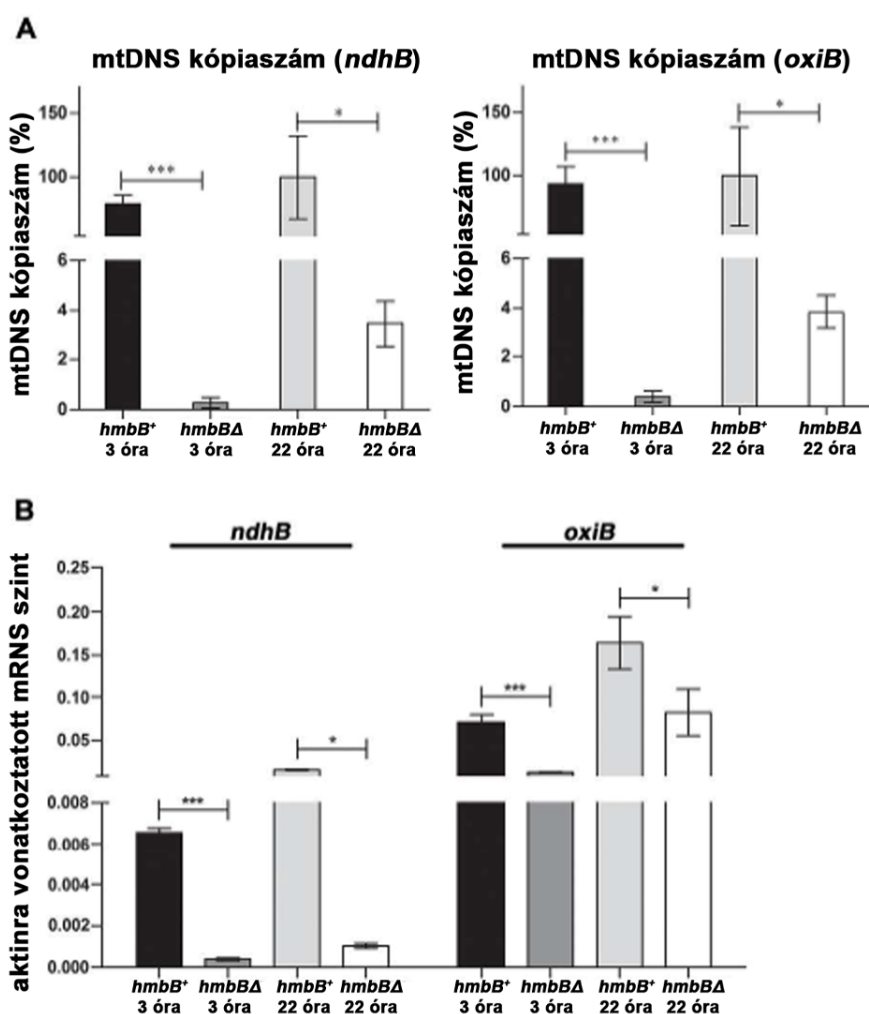 A
mtDNS kópiaszám (ndhB)
mtDNS kópiaszám (%)
150
100
6
4
2
0
***
*
hmbB+ hmbBΔ hmbB+ hmbBΔ
3 óra 3 óra 22 óra 22 óra
mtDNS kópiaszám (oxiB)
mtDNS kópiaszám (%)
150
100
6
4
2
0
***
*
hmbB+ hmbBΔ hmbB+ hmbBΔ
3 óra 3 óra 22 óra 22 óra
B
ndhB oxiB
aktinra vonatkoztatott mRNS szint
0.25
0.20
0.15
0.10
0.05
0.008
0.006
0.004
0.002
0.000
***
*
***
*
hmbB+ hmbBΔ hmbB+ hmbBΔ hmbB+ hmbBΔ hmbB+ hmbBΔ
3 óra 3 óra 22 óra 22 óra 3 óra 3 óra 22 óra 22 óra